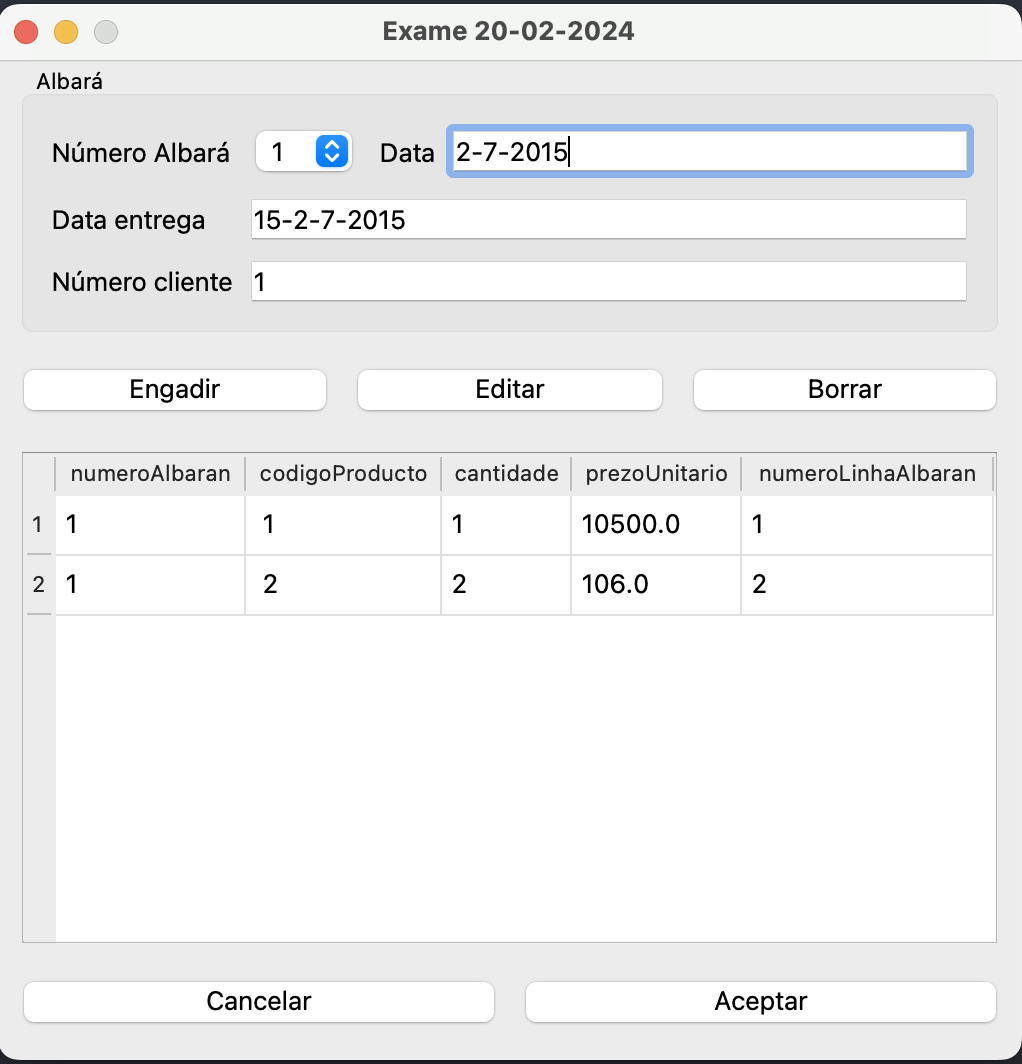 Exame 20-02-2024
Albará
Número Albará 1 Data 2-7-2015
Data entrega 15-2-7-2015
Número cliente 1
Engadir Editar Borrar
numeroAlbaran codigoProducto cantidade prezoUnitario numeroLinhaAlbaran
1 1 1 1 10500.0 1
2 1 2 2 106.0 2
Cancelar Aceptar